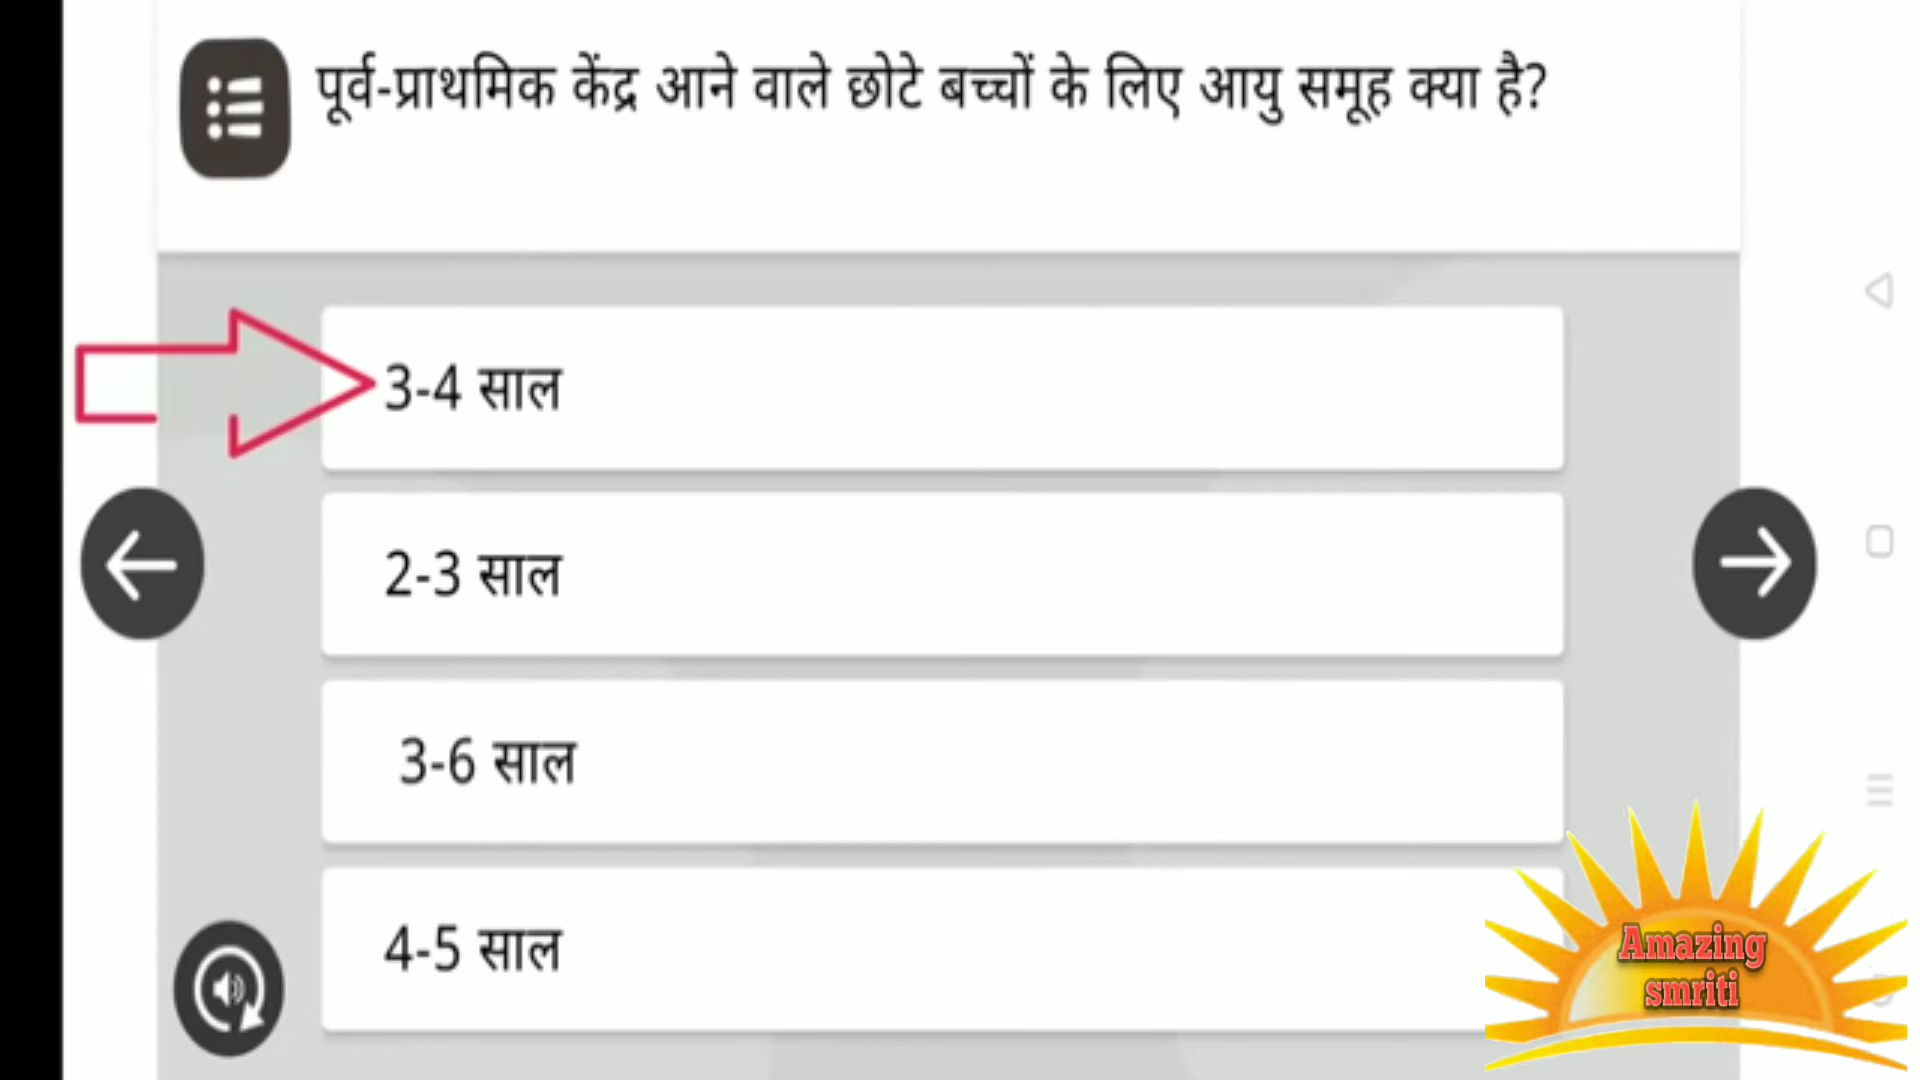 पूर्व-प्राथमिक केंद्र आने वाले छोटे बच्चों के लिए आयु समूह क्या है?
3-4 साल
2-3 साल
3-6 साल
4-5 साल
Amazing
smriti